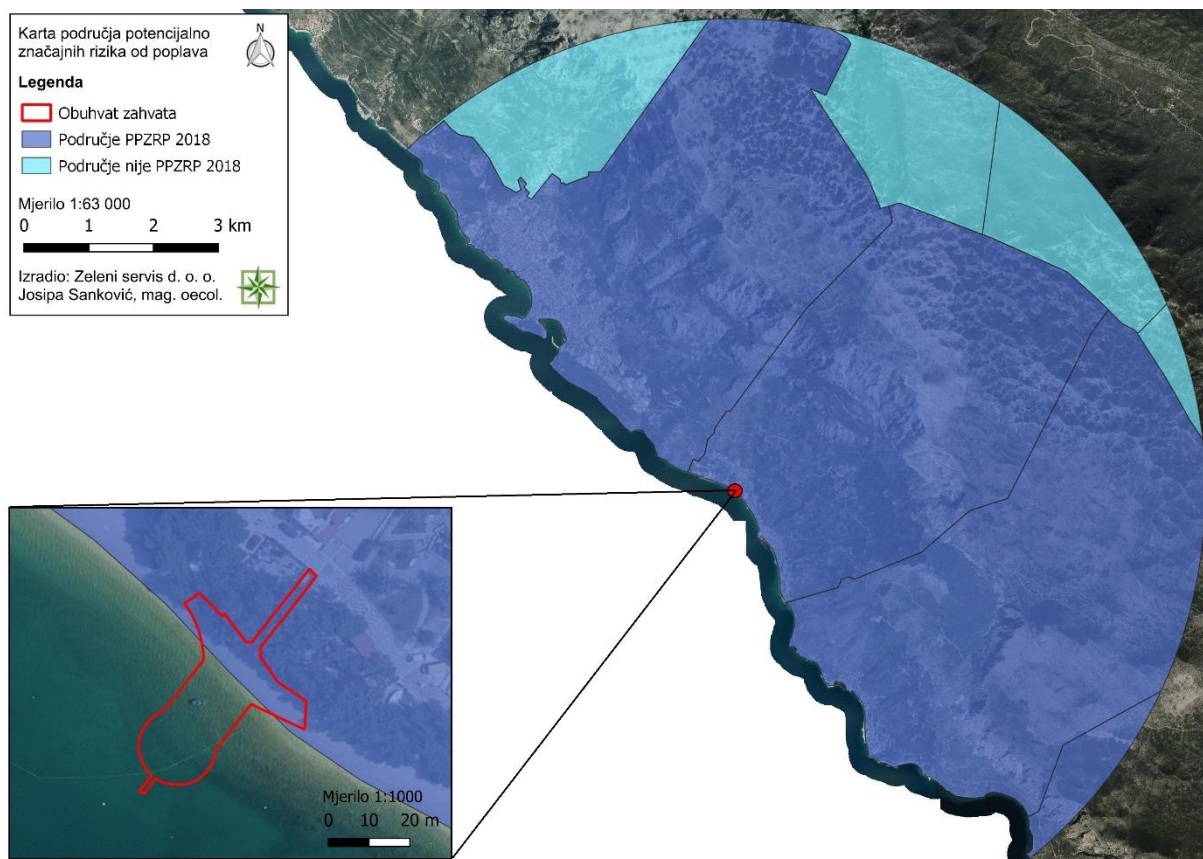 Karta područja potencijalno
značajnih rizika od poplava
N
Legenda
Obuhvat zahvata
Područje PPZRP 2018
Područje nije PPZRP 2018
Mjerilo 1:63 000
0 1 2 3 km
Izradio: Zeleni servis d. o. o.
Josipa Sanković, mag. oecol.
Mjerilo 1:1000
0 10 20 m